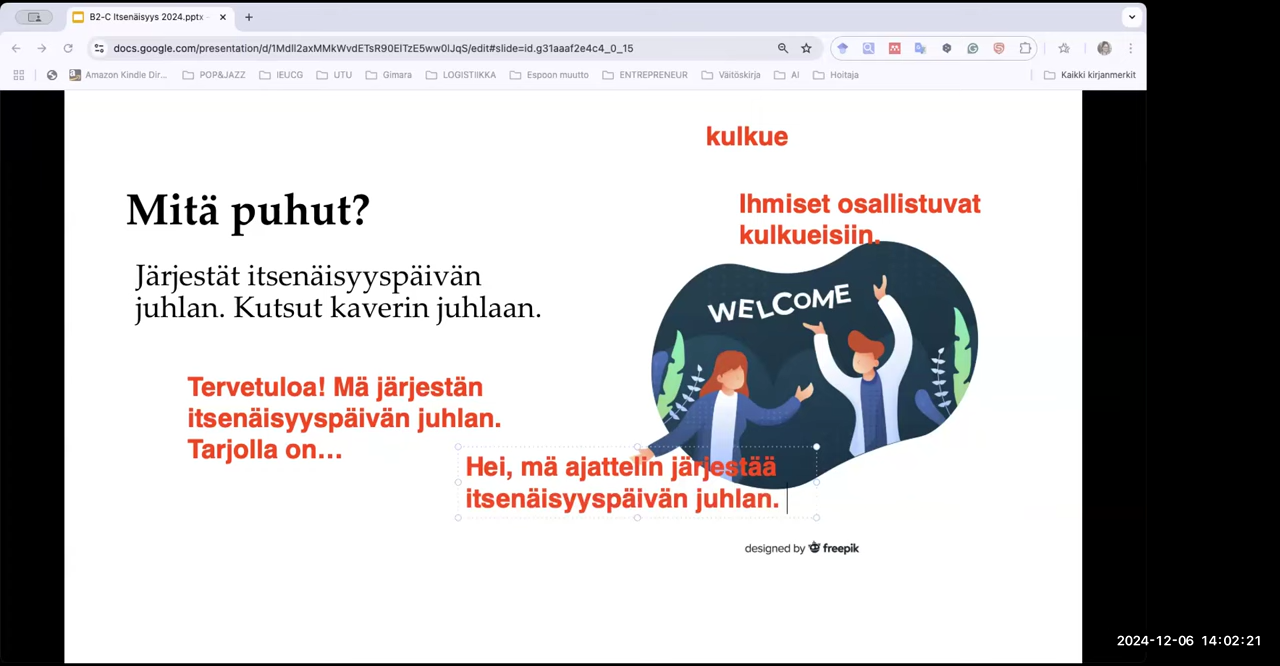 B2-C Itsenäisyys 2024.pptx
docs.google.com/presentation/d/1MdlI2axMMkWvdETsR90EITzE5ww0IJqS/edit#slide=id.g31aaaf2e4c4_0_15
Amazon Kindle Dir...
POP&JAZZ
IEUCG
UTU
Gimara
LOGISTIIKKA
Espoon muutto
ENTREPRENEUR
Väitöskirja
AI
Hoitaja
Kaikki kirjanmerkit
kulkue
Mitä puhut?
Ihmiset osallistuvat
kulkueisiin.
Järjestät itsenäisyyspäivän
juhlan. Kutsut kaverin juhlaan.
WELCOME
Tervetuloa! Mä järjestän
itsenäisyyspäivän juhlan.
Tarjolla on...
Hei, mä ajattelin järjestää
itsenäisyyspäivän juhlan.
designed by freepik
2024-12-06 14:02:21